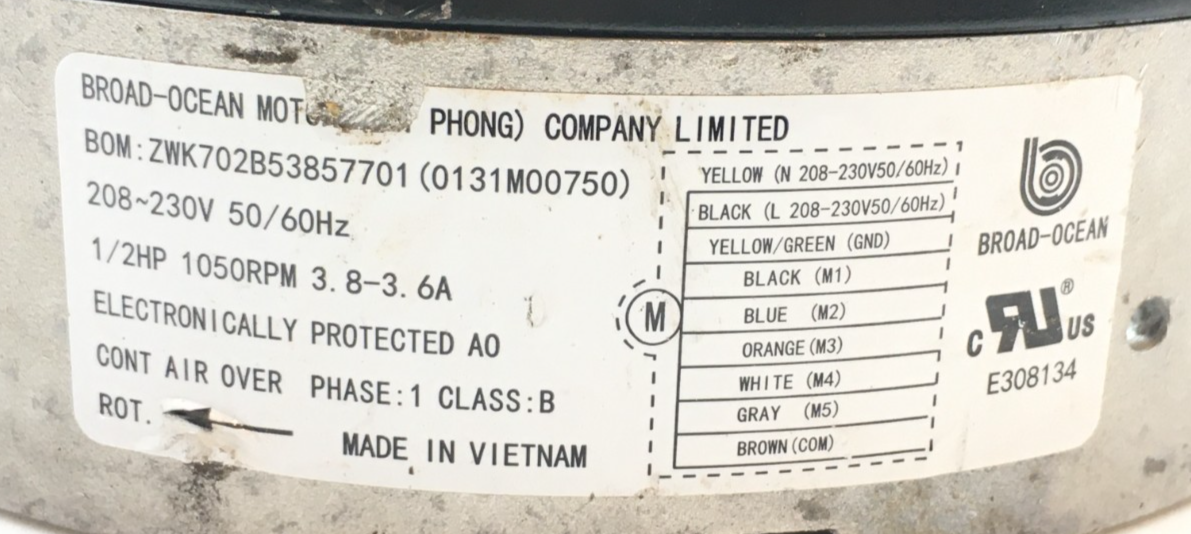 BROAD-OCEAN PHONG) COMPANY LIMITED
BOM:ZWK702B53857701(0131M00750)
208~230V 50/60Hz
1/2HP 1050RPM 3.8-3.6A
ELECTRONICALLY PROTECTED AO
CONT AIR OVER PHASE:1 CLASS:B
ROT.
MADE IN VIETNAM
M
YELLOW (N 208-230V50/60Hz)
BLACK (L 208-230V50/60Hz)
YELLOW/GREEN (GND)
BLACK (M1)
BLUE (M2)
ORANGE(M3)
WHITE (M4)
GRAY (M5)
BROWN(COM)
BROAD-OCEAN
C RU US ®
E308134